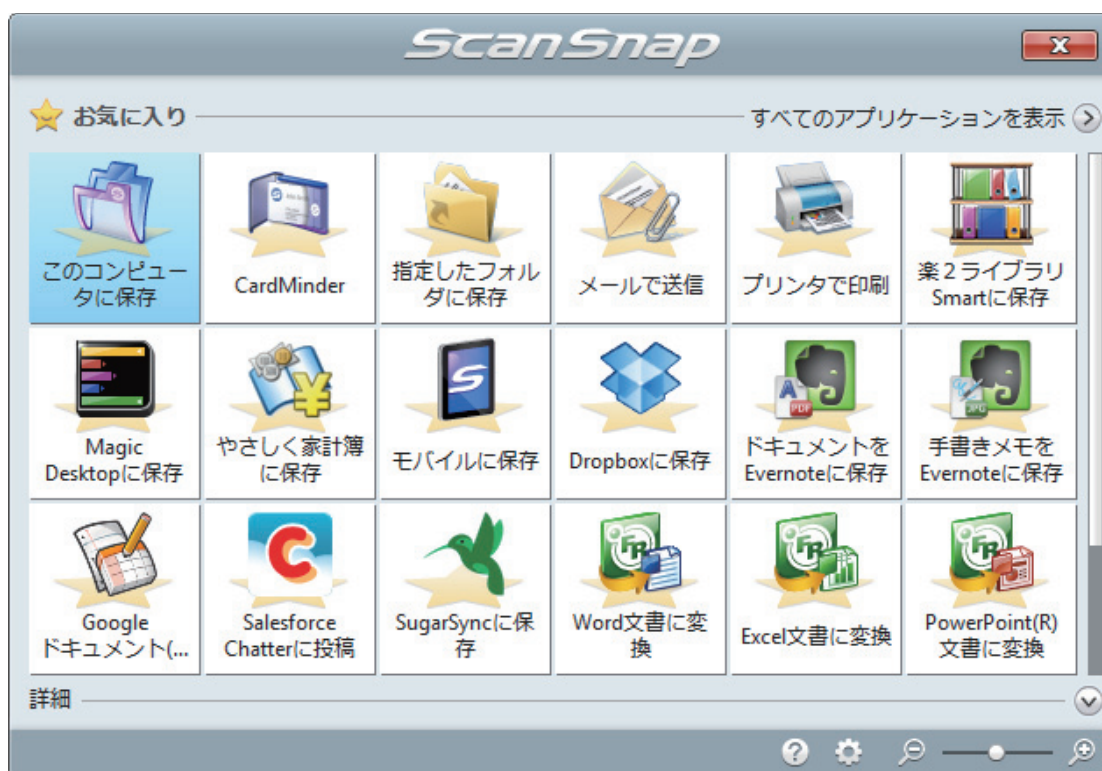 ScanSnap
お気に入り
すべてのアプリケーションを表示
このコンピュー
タに保存
CardMinder
指定したフォル
ダに保存
メールで送信
プリンタで印刷
楽2ライブラリ
Smartに保存
Magic
Desktopに保存
やさしく家計簿
に保存
モバイルに保存
Dropboxに保存
ドキュメントを
Evernoteに保存
手書きメモを
Evernoteに保存
Google
ドキュメント(...
Salesforce
Chatterに投稿
SugarSyncに保
存
Word文書に変
換
Excel文書に変換
PowerPoint(R)
文書に変換
詳細